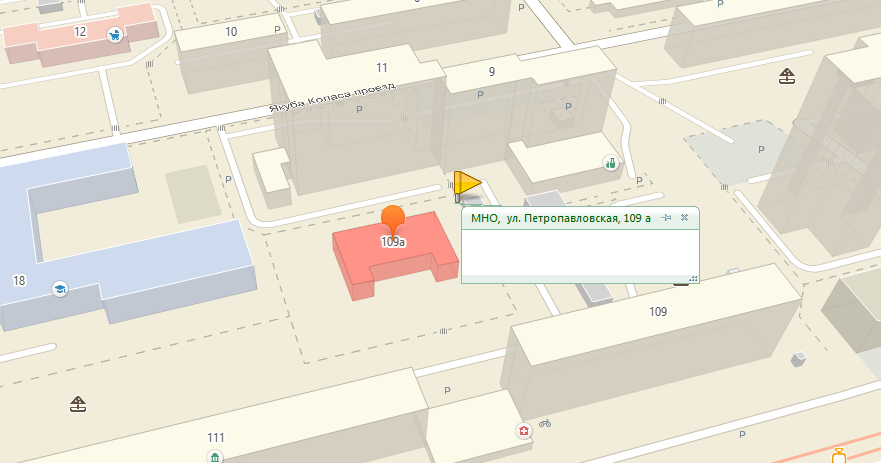 12
10
P
11
9
P
Якуба Коласа проезд
P
P
P
P
P
P
P
МНО, ул. Петропавловская, 109 а
109а
18
109
P
P
111